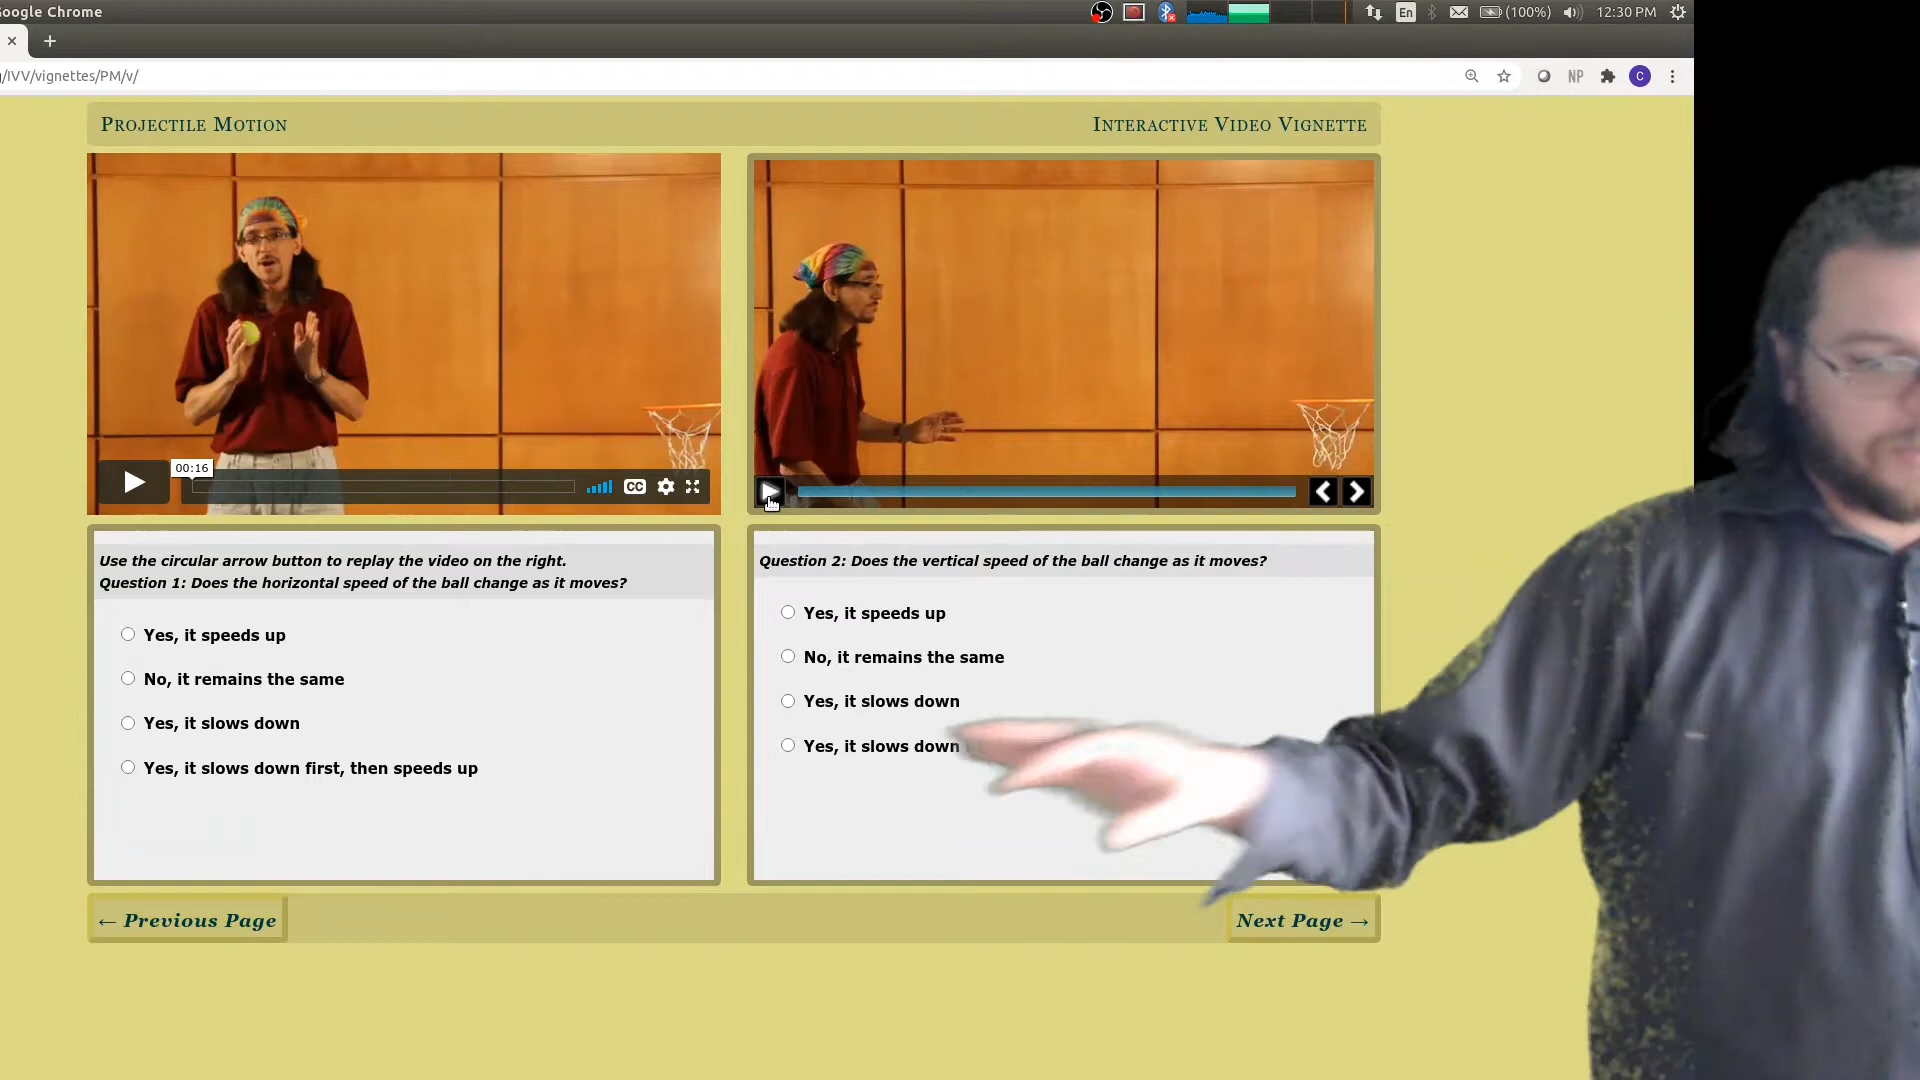 Google Chrome
En
(100%)
12:30 PM
/IVV/vignettes/PM/v/
NP
C
Projectile Motion
Interactive Video Vignette
00:16
CC
Use the circular arrow button to replay the video on the right.
Question 1: Does the horizontal speed of the ball change as it moves?
Yes, it speeds up
No, it remains the same
Yes, it slows down
Yes, it slows down first, then speeds up
Question 2: Does the vertical speed of the ball change as it moves?
Yes, it speeds up
No, it remains the same
Yes, it slows down
Yes, it slows down
← Previous Page
Next Page →